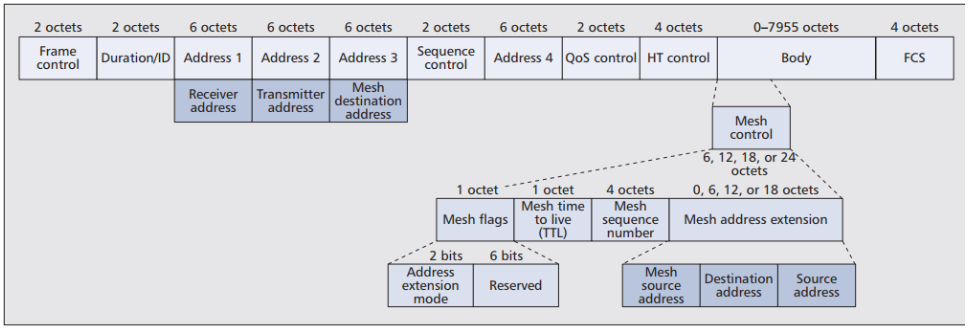 2 octets 2 octets 6 octets 6 octets 6 octets 2 octets 6 octets 2 octets 4 octets 0–7955 octets 4 octets
Frame control
Duration/ID
Address 1
Address 2
Address 3
Sequence control
Address 4
QoS control
HT control
Body
FCS
Receiver
address
Transmitter
address
Mesh
destination
address
Mesh
control
6, 12, 18, or 24
octets
1 octet 1 octet 4 octets 0, 6, 12, or 18 octets
Mesh flags
Mesh time
to live
(TTL)
Mesh
sequence
number
Mesh address extension
2 bits 6 bits
Address
extension
mode
Reserved
Mesh
source
address
Destination
address
Source
address